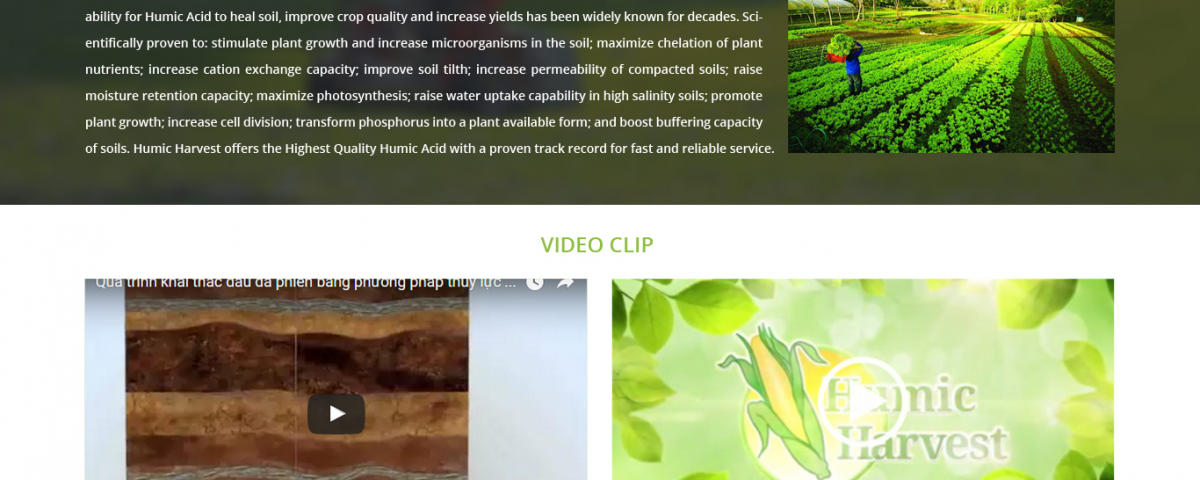 ability for Humic Acid to heal soil, improve crop quality and increase yields has been widely known for decades. Sci-
entifically proven to: stimulate plant growth and increase microorganisms in the soil; maximize chelation of plant
nutrients; increase cation exchange capacity; improve soil tilth; increase permeability of compacted soils; raise
moisture retention capacity; maximize photosynthesis; raise water uptake capability in high salinity soils; promote
plant growth; increase cell division; transform phosphorus into a plant available form; and boost buffering capacity
of soils. Humic Harvest offers the Highest Quality Humic Acid with a proven track record for fast and reliable service.
VIDEO CLIP
Quá trình khai thác dầu đá phiến bằng phương pháp thủy lực ...
Humic
Harvest